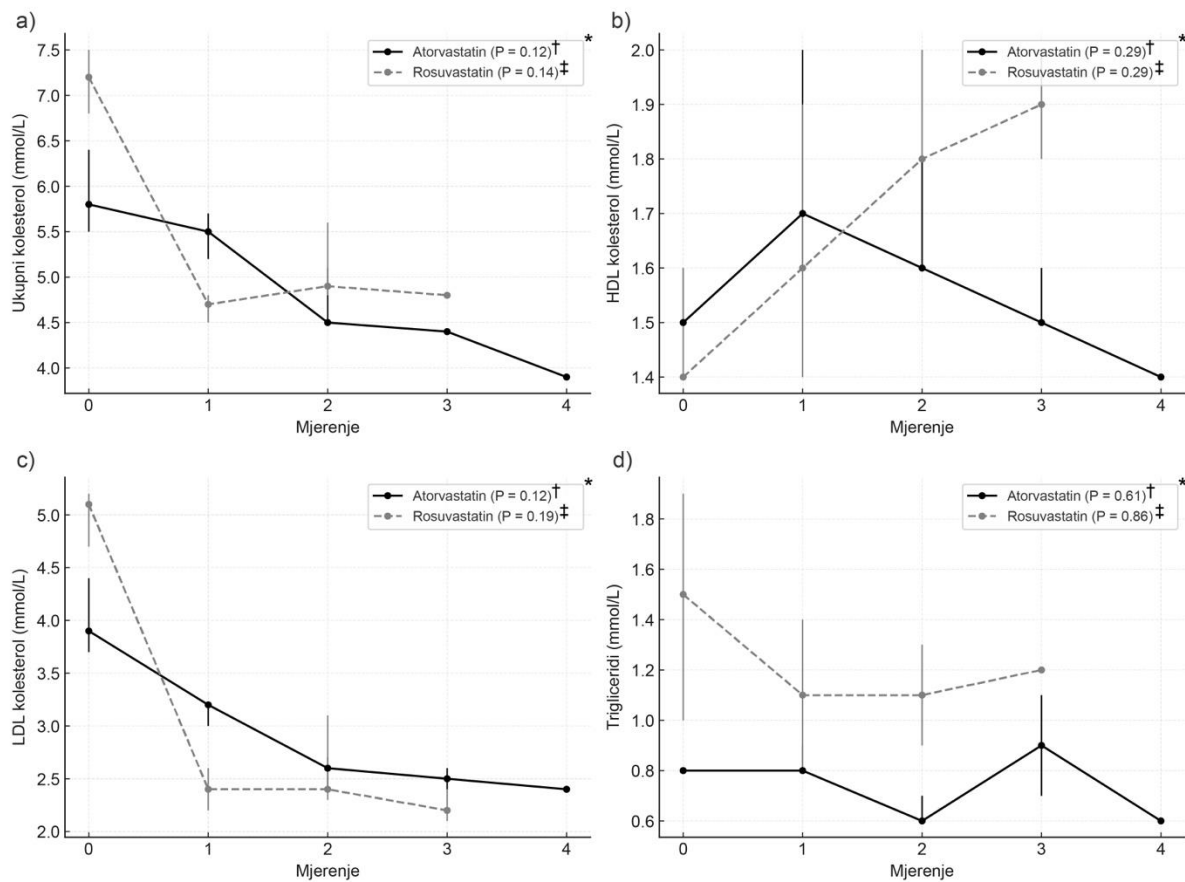 a)
Atorvastatin (P = 0.12)† *
Rosuvastatin (P = 0.14)‡
Ukupni kolesterol (mmol/L)
7.5
7.0
6.5
6.0
5.5
5.0
4.5
4.0
0 1 2 3 4
Mjerenje
b)
Atorvastatin (P = 0.29)† *
Rosuvastatin (P = 0.29)‡
HDL kolesterol (mmol/L)
2.0
1.9
1.8
1.7
1.6
1.5
1.4
0 1 2 3 4
Mjerenje
c)
Atorvastatin (P = 0.12)† *
Rosuvastatin (P = 0.19)‡
LDL kolesterol (mmol/L)
5.0
4.5
4.0
3.5
3.0
2.5
2.0
0 1 2 3 4
Mjerenje
d)
Atorvastatin (P = 0.61)† *
Rosuvastatin (P = 0.86)‡
Trigliceridi (mmol/L)
1.8
1.6
1.4
1.2
1.0
0.8
0.6
0 1 2 3 4
Mjerenje